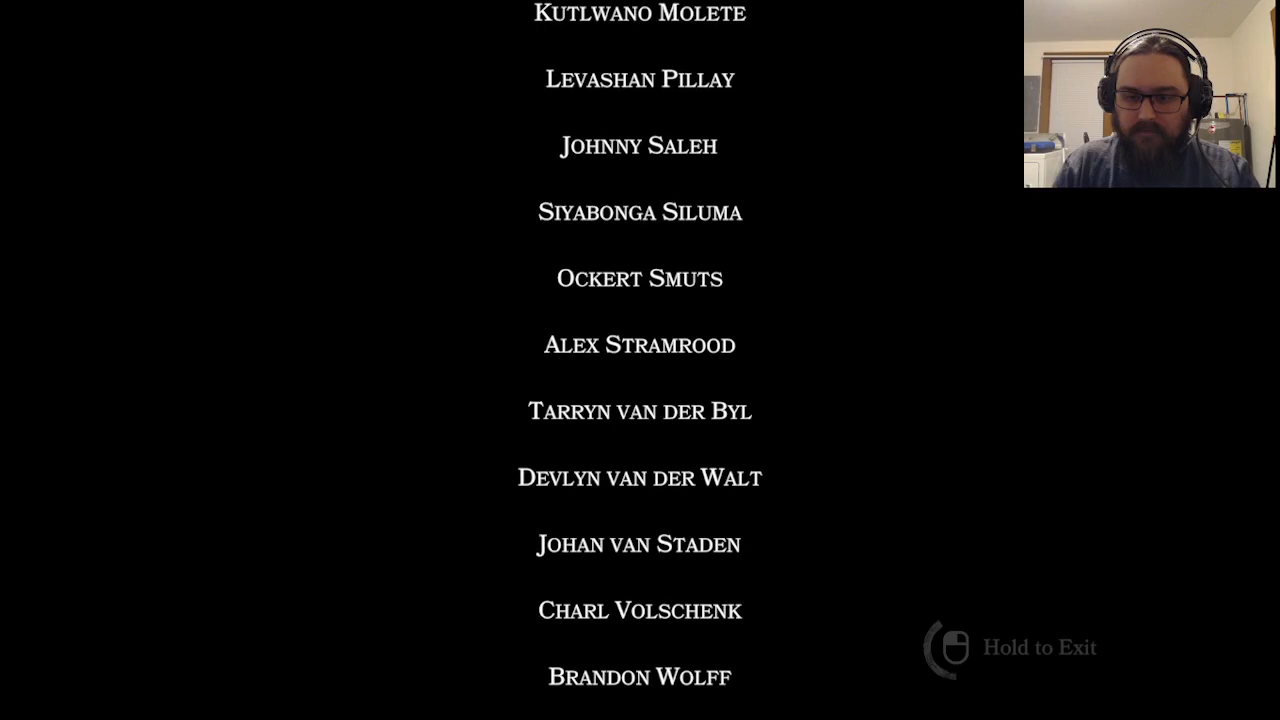 Kutlwano Molete
Levashan Pillay
Johnny Saleh
Siyabonga Siluma
Ockert Smuts
Alex Stramrood
Tarryn van der Byl
Devlyn van der Walt
Johan van Staden
Charl Volschenk
Hold to Exit
Brandon Wolff